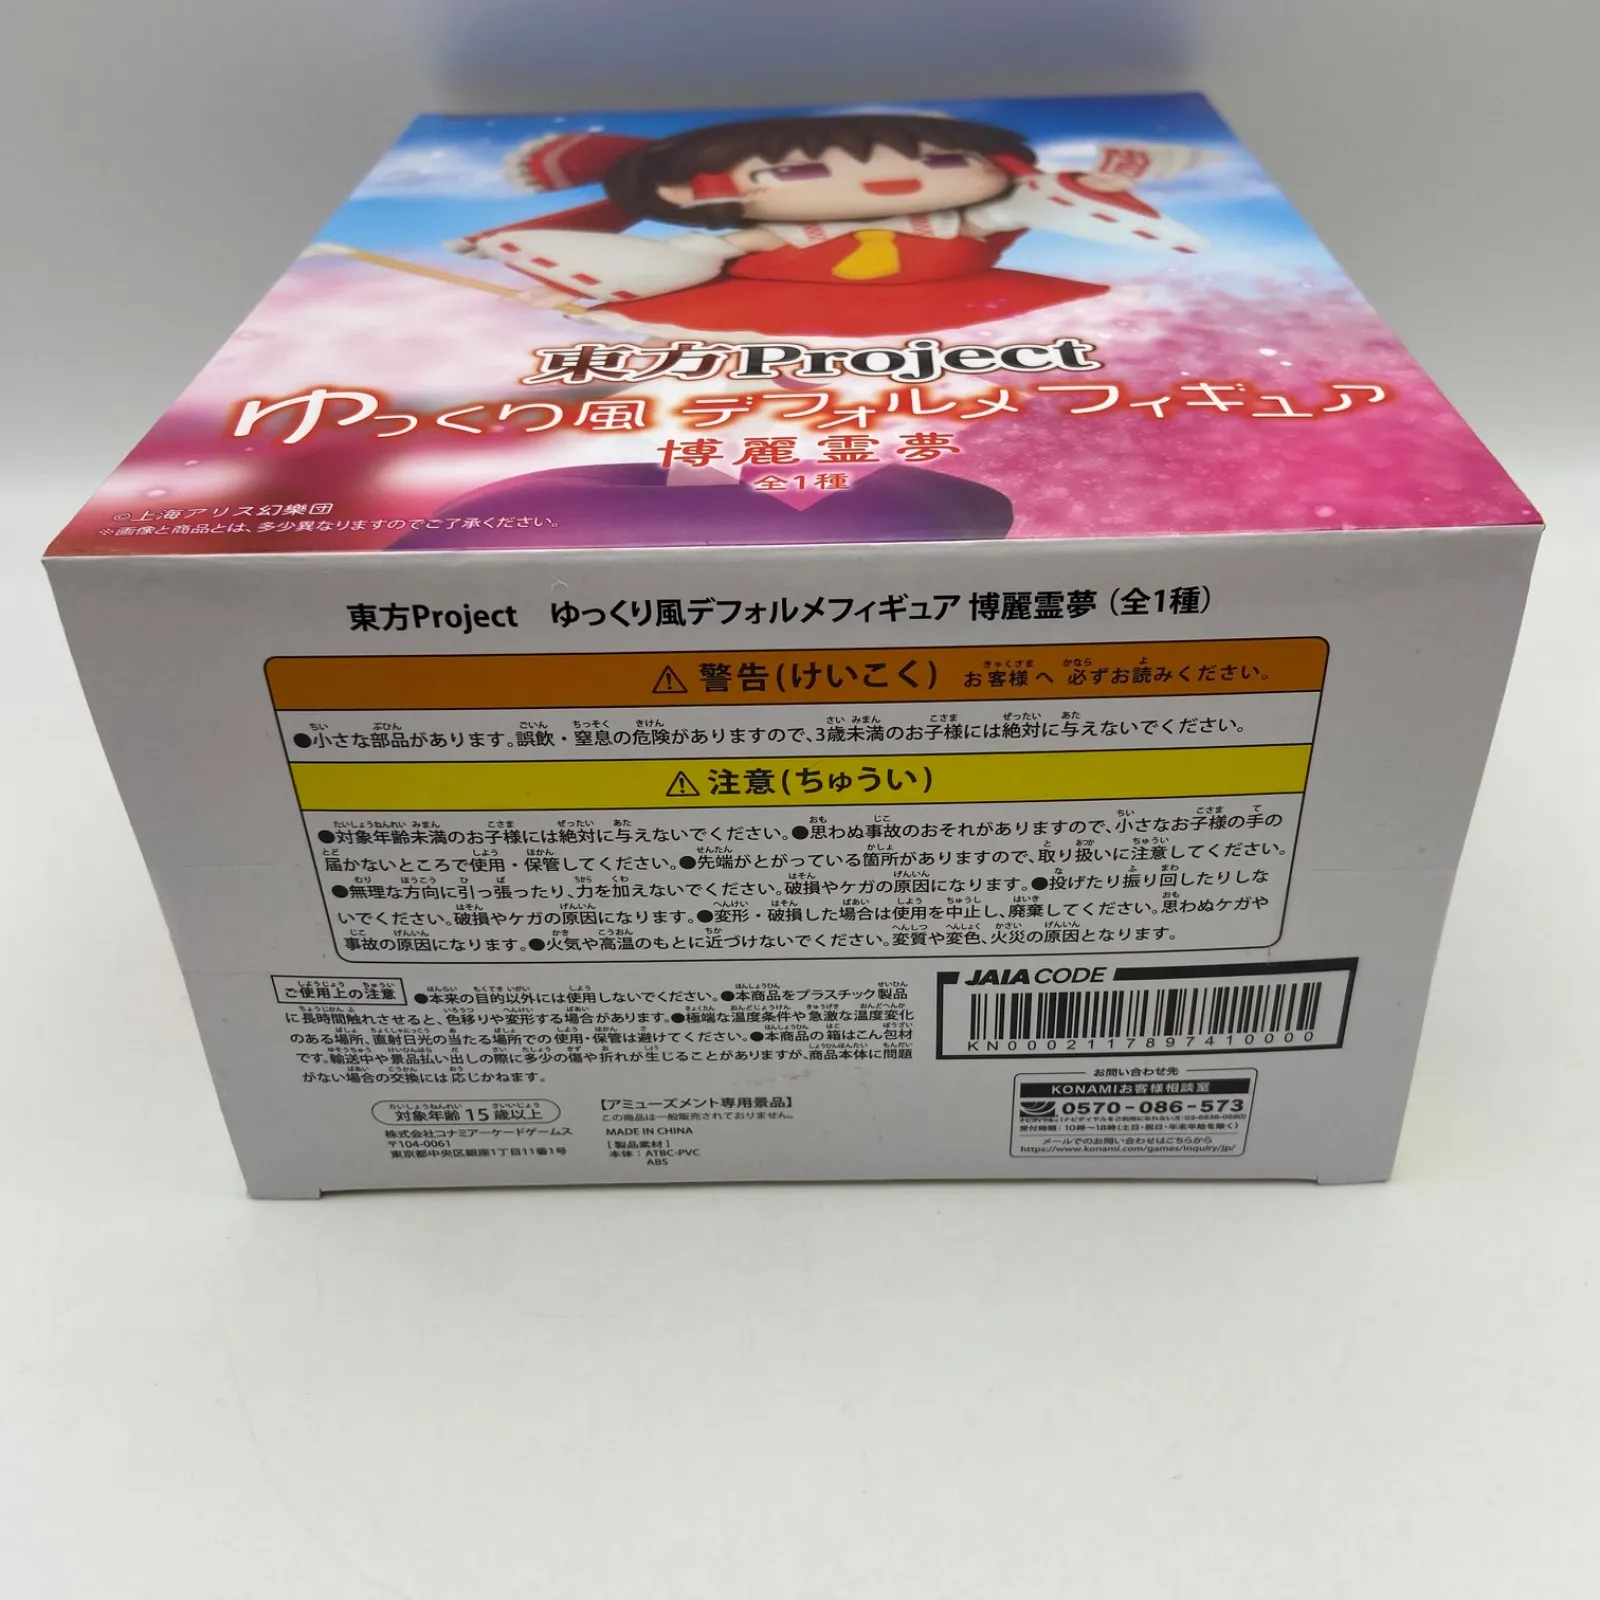 東方Project
ゆっくり風 デフォルメ フィギュア
博麗霊夢
全1種
©上海アリス幻樂団
※画像と商品とは、多少異なりますのでご了承ください。
東方Project ゆっくり風デフォルメフィギュア 博麗霊夢（全1種）
⚠ 警告(けいこく) お客様へ 必ずお読みください。
●小さな部品があります。誤飲・窒息の危険がありますので、3歳未満のお子様には絶対に与えないでください。
⚠ 注意(ちゅうい)
●対象年齢未満のお子様には絶対に与えないでください。●思わぬ事故のおそれがありますので、小さなお子様の手の
届かないところで使用・保管してください。●先端がとがっている箇所がありますので、取り扱いに注意してください。
●無理な方向に引っ張ったり、力を加えないでください。破損やケガの原因になります。●投げたり振り回したりしな
いでください。破損やケガの原因になります。●変形・破損した場合は使用を中止し、廃棄してください。思わぬケガや
事故の原因になります。●火気や高温のもとに近づけないでください。変質や変色、火災の原因となります。
ご使用上の注意 ●本来の目的以外には使用しないでください。●本商品をプラスチック製品
に長時間触れさせると、色移りや変形する場合があります。●極端な温度条件や急激な温度変化
のある場所、直射日光の当たる場所での使用・保管は避けてください。●本商品の箱はこん包材
です。輸送中や景品払い出しの際に多少の傷や折れが生じることがありますが、商品本体に問題
がない場合の交換には応じかねます。
JAIA CODE
KN0002117897410000
対象年齢 15歳以上
株式会社コナミアーケードゲームス
〒104-0061
東京都中央区銀座1丁目11番1号
【アミューズメント専用景品】
この商品は一般販売されておりません。
MADE IN CHINA
[製品素材]
本体：ATBC-PVC
ABS
お問い合わせ先
KONAMIお客様相談室
0570-086-573
受付時間：10時～18時(土日・祝日・年末年始を除く)
メールでのお問い合わせはこちらから
https://www.konami.com/games/inquiry/jp/